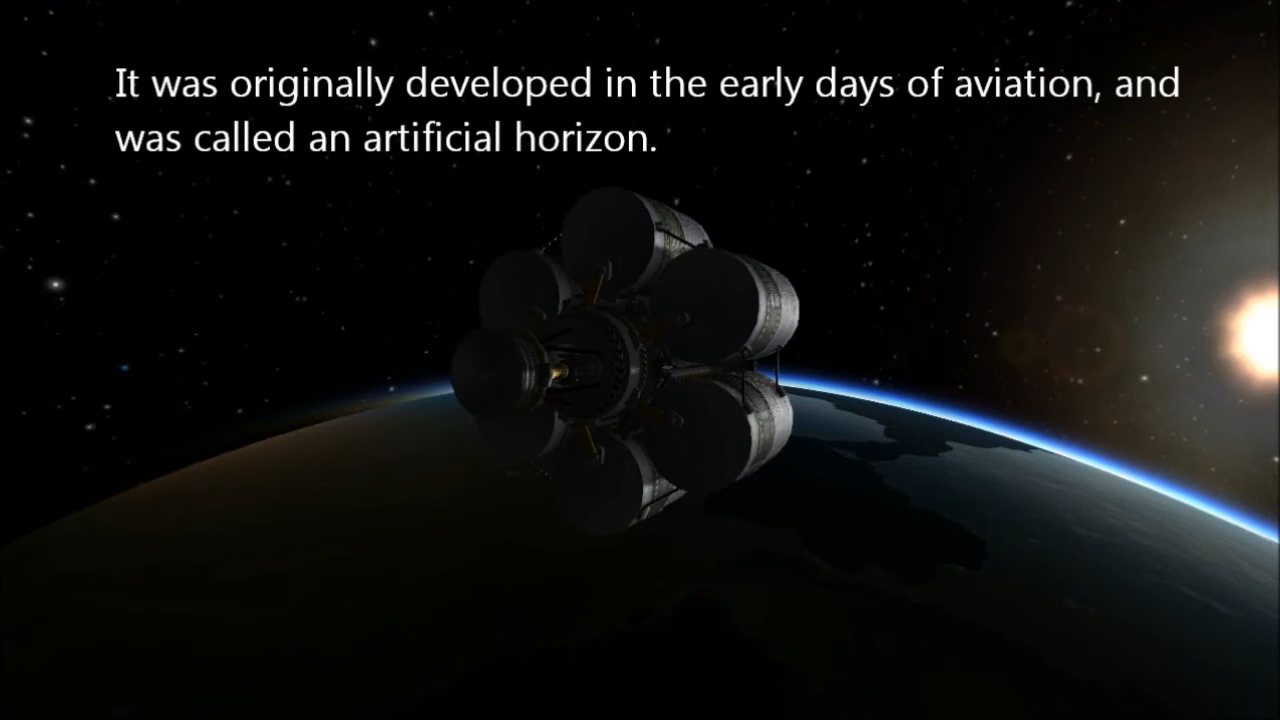 It was originally developed in the early days of aviation, and
was called an artificial horizon.